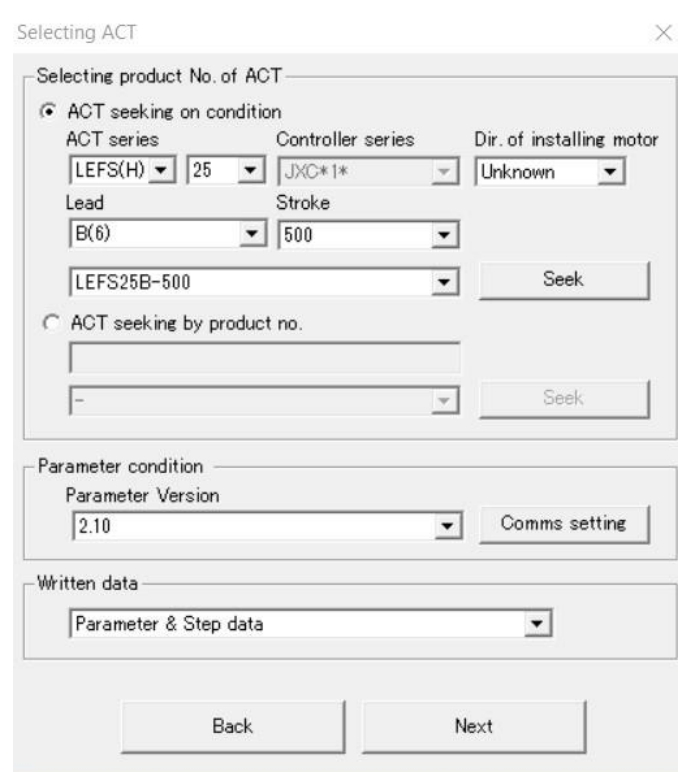 Selecting ACT
Selecting product No. of ACT
ACT seeking on condition
ACT series Controller series Dir. of installing motor
LEFS(H) 25 JXC*1* Unknown
Lead Stroke
B(6) 500
LEFS25B-500 Seek
ACT seeking by product no.
- Seek
Parameter condition
Parameter Version
2.10 Comms setting
Written data
Parameter & Step data
Back Next